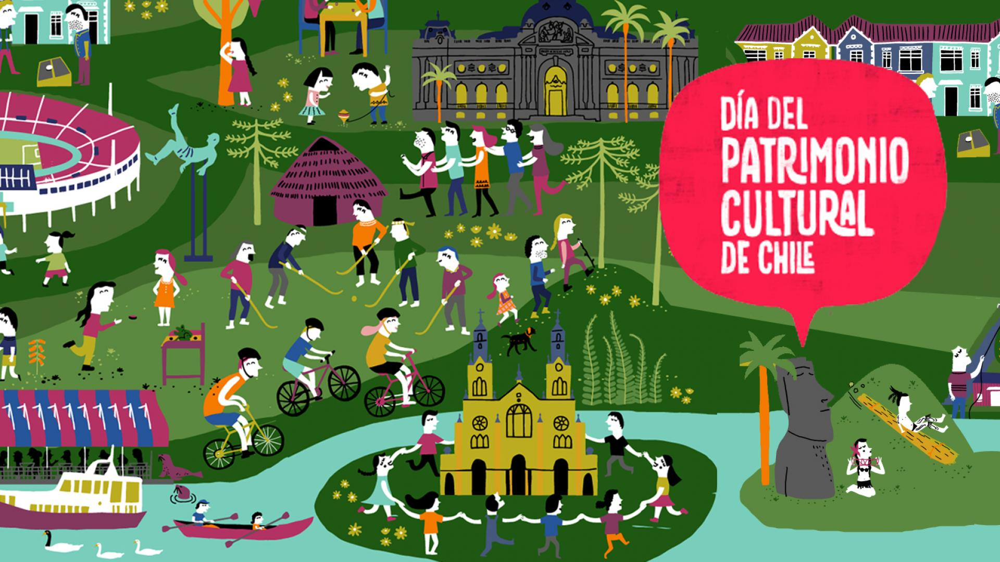 DÍA DEL
PATRIMONIO
CULTURAL
DE CHILE